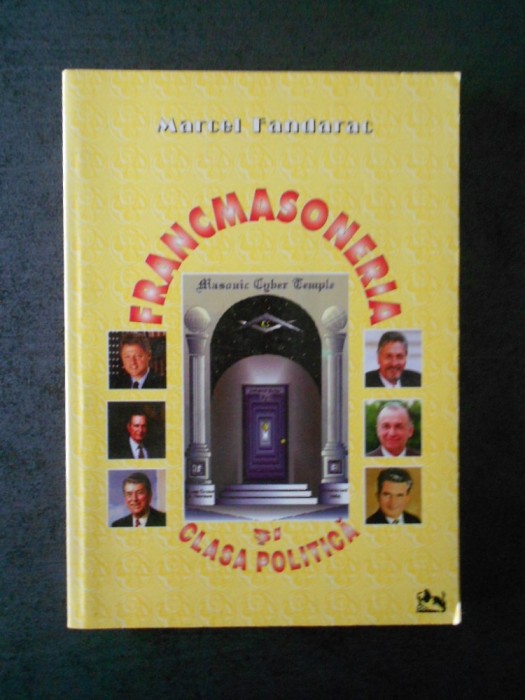 Marcel Fandarac
FRANCMASONERIA
Masonic Cyber Temple
G
ȘI
CLASA POLITICĂ